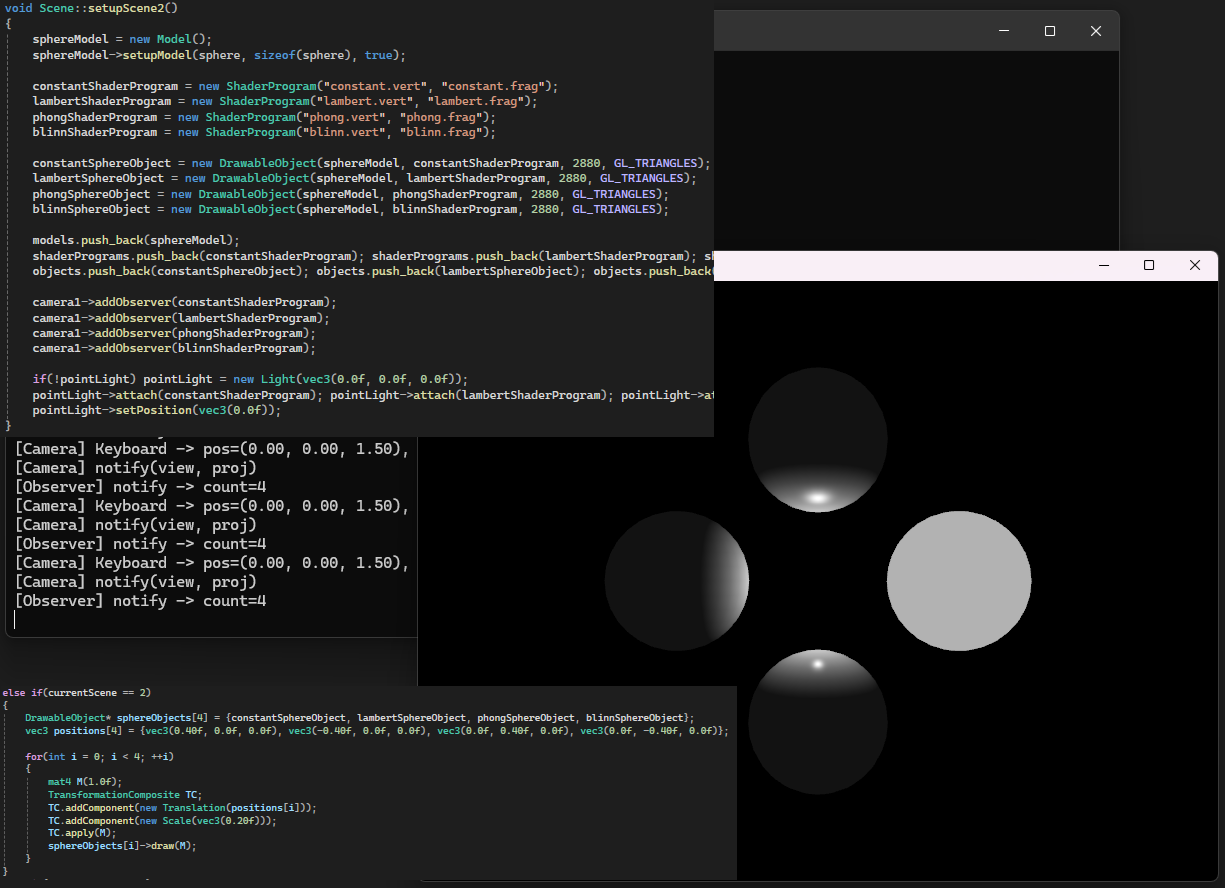 void Scene::setupScene2()
{
sphereModel = new Model();
sphereModel->setupModel(sphere, sizeof(sphere), true);
constantShaderProgram = new ShaderProgram("constant.vert", "constant.frag");
lambertShaderProgram = new ShaderProgram("lambert.vert", "lambert.frag");
phongShaderProgram = new ShaderProgram("phong.vert", "phong.frag");
blinnShaderProgram = new ShaderProgram("blinn.vert", "blinn.frag");
constantSphereObject = new DrawableObject(sphereModel, constantShaderProgram, 2880, GL_TRIANGLES);
lambertSphereObject = new DrawableObject(sphereModel, lambertShaderProgram, 2880, GL_TRIANGLES);
phongSphereObject = new DrawableObject(sphereModel, phongShaderProgram, 2880, GL_TRIANGLES);
blinnSphereObject = new DrawableObject(sphereModel, blinnShaderProgram, 2880, GL_TRIANGLES);
models.push_back(sphereModel);
shaderPrograms.push_back(constantShaderProgram); shaderPrograms.push_back(lambertShaderProgram); sh
objects.push_back(constantSphereObject); objects.push_back(lambertSphereObject); objects.push_back(
camera1->addObserver(constantShaderProgram);
camera1->addObserver(lambertShaderProgram);
camera1->addObserver(phongShaderProgram);
camera1->addObserver(blinnShaderProgram);
if(!pointLight) pointLight = new Light(vec3(0.0f, 0.0f, 0.0f));
pointLight->attach(constantShaderProgram); pointLight->attach(lambertShaderProgram); pointLight->at
pointLight->setPosition(vec3(0.0f));
}
[Camera] Keyboard -> pos=(0.00, 0.00, 1.50),
[Camera] notify(view, proj)
[Observer] notify -> count=4
[Camera] Keyboard -> pos=(0.00, 0.00, 1.50),
[Camera] notify(view, proj)
[Observer] notify -> count=4
[Camera] Keyboard -> pos=(0.00, 0.00, 1.50),
[Camera] notify(view, proj)
[Observer] notify -> count=4
else if(currentScene == 2)
{
DrawableObject* sphereObjects[4] = {constantSphereObject, lambertSphereObject, phongSphereObject, blinnSphereObject};
vec3 positions[4] = {vec3(0.40f, 0.0f, 0.0f), vec3(-0.40f, 0.0f, 0.0f), vec3(0.0f, 0.40f, 0.0f), vec3(0.0f, -0.40f, 0.0f)};
for(int i = 0; i < 4; ++i)
{
mat4 M(1.0f);
TransformationComposite TC;
TC.addComponent(new Translation(positions[i]));
TC.addComponent(new Scale(vec3(0.20f)));
TC.apply(M);
sphereObjects[i]->draw(M);
}
}